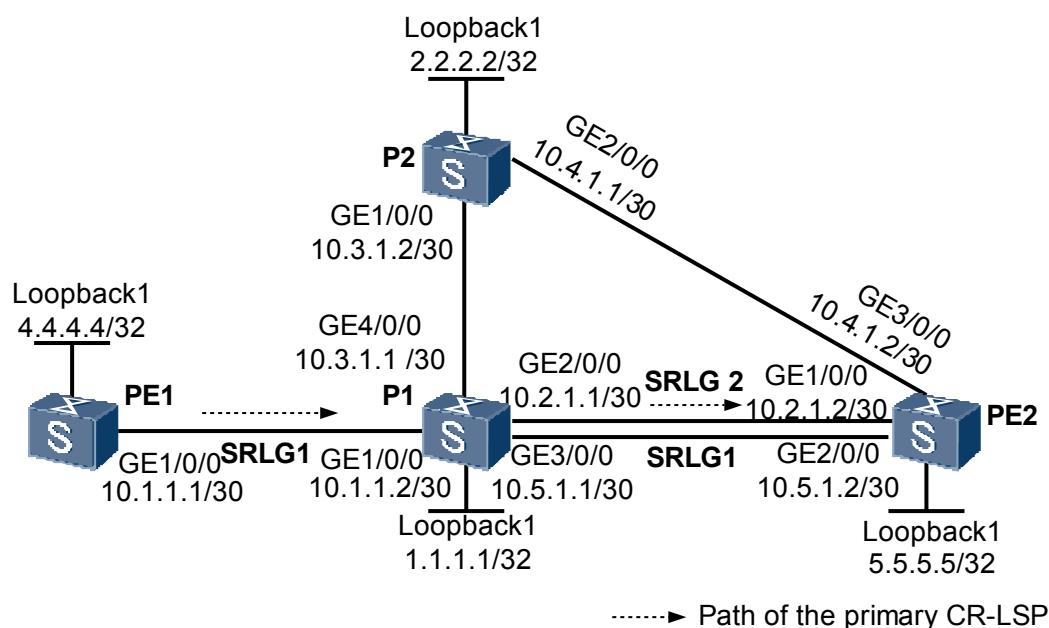 Loopback1
2.2.2.2/32
P2
GE2/0/0
10.4.1.1/30
GE1/0/0
10.3.1.2/30
Loopback1
4.4.4.4/32
GE3/0/0
10.4.1.2/30
GE4/0/0
10.3.1.1 /30
PE1
P1
GE2/0/0
10.2.1.1/30
SRLG 2
GE1/0/0
10.2.1.2/30
PE2
GE1/0/0
10.1.1.1/30
SRLG1
GE1/0/0
10.1.1.2/30
GE3/0/0
10.5.1.1/30
SRLG1
GE2/0/0
10.5.1.2/30
Loopback1
1.1.1.1/32
Loopback1
5.5.5.5/32
Path of the primary CR-LSP
S
S
S
S